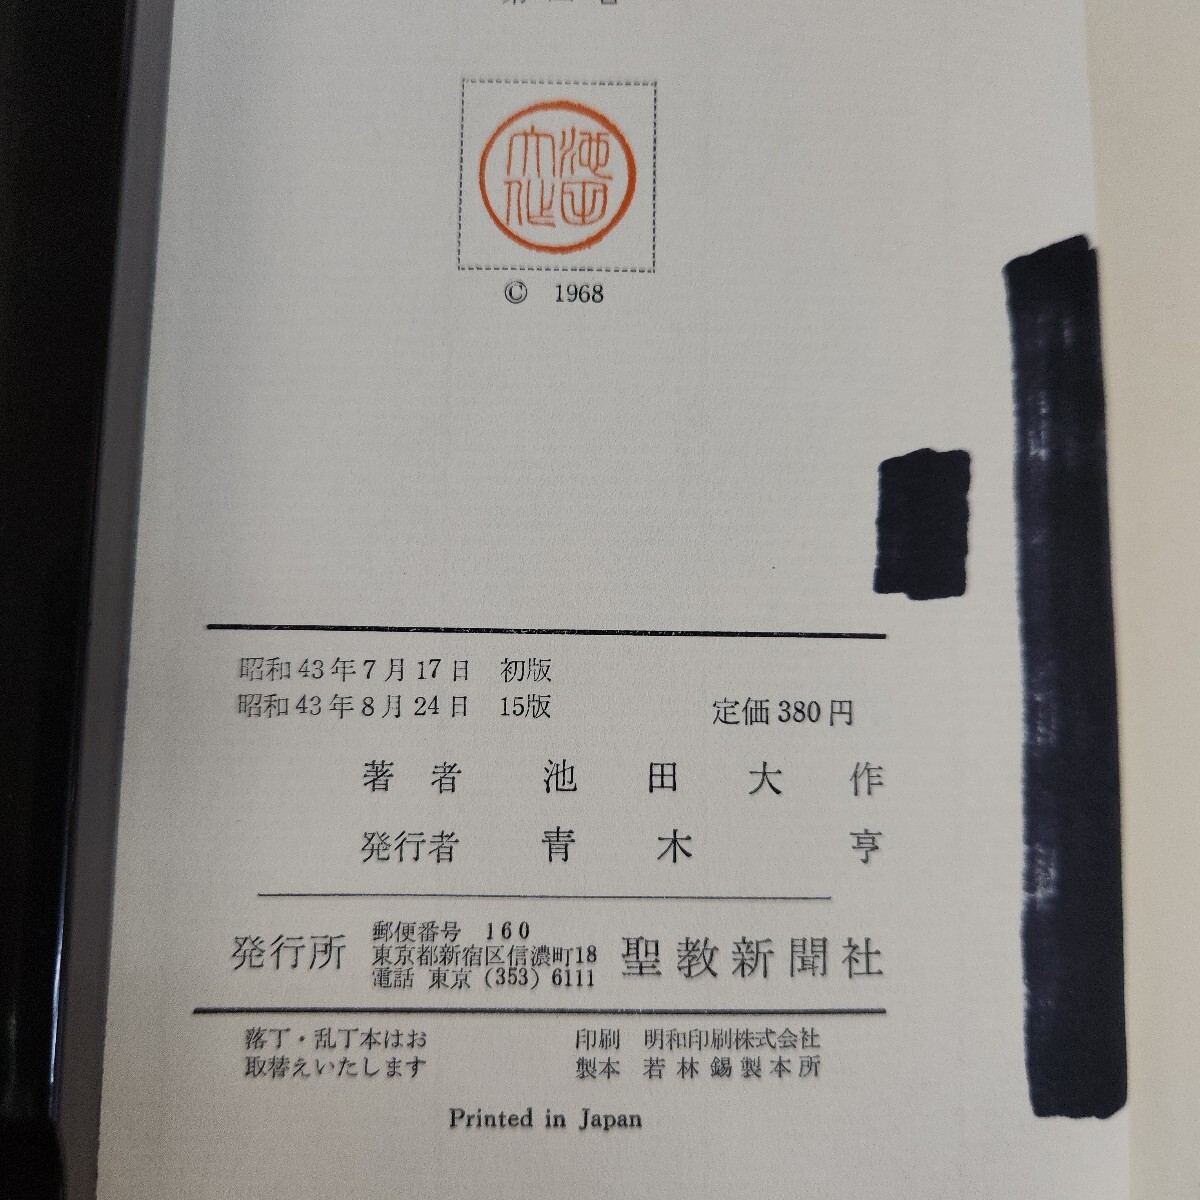 池田
大作
© 1968
昭和43年7月17日 初版
昭和43年8月24日 15版
定価380円
著者 池田大作
発行者 青木亨
発行所
郵便番号 160
東京都新宿区信濃町18
電話 東京 (353) 6111
聖教新聞社
落丁・乱丁本はお
取替えいたします
印刷 明和印刷株式会社
製本 若林錫製本所
Printed in Japan